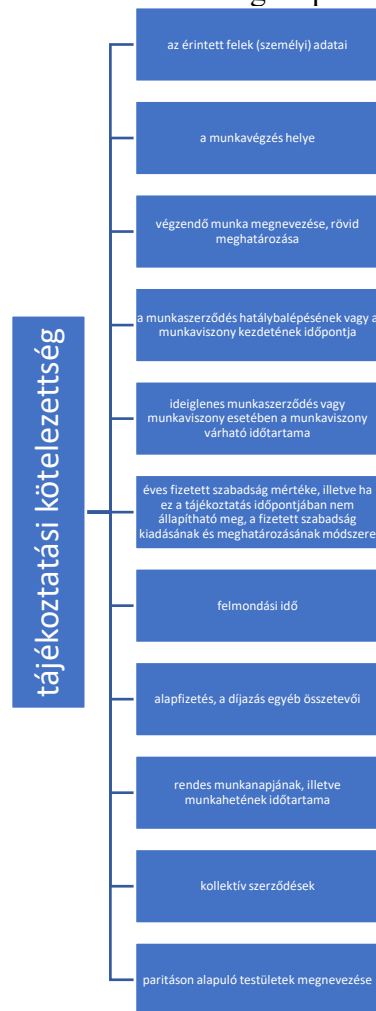 az érintett felek (személyi) adatai
a munkavégzés helye
végzendő munka megnevezése, rövid
meghatározása
a munkaszerződés hatálybalépésének vagy a
munkaviszony kezdetének időpontja
ideiglenes munkaszerződés vagy
munkaviszony esetében a munkaviszony
várható időtartama
tájékoztatási kötelezettség
éves fizetett szabadság mértéke, illetve ha
ez a tájékoztatás időpontjában nem
állapítható meg, a fizetett szabadság
kiadásának és meghatározásának módszere
felmondási idő
alapfizetés, a díjazás egyéb összetevői
rendes munkanapjának, illetve
munkahetének időtartama
kollektív szerződések
paritáson alapuló testületek megnevezése